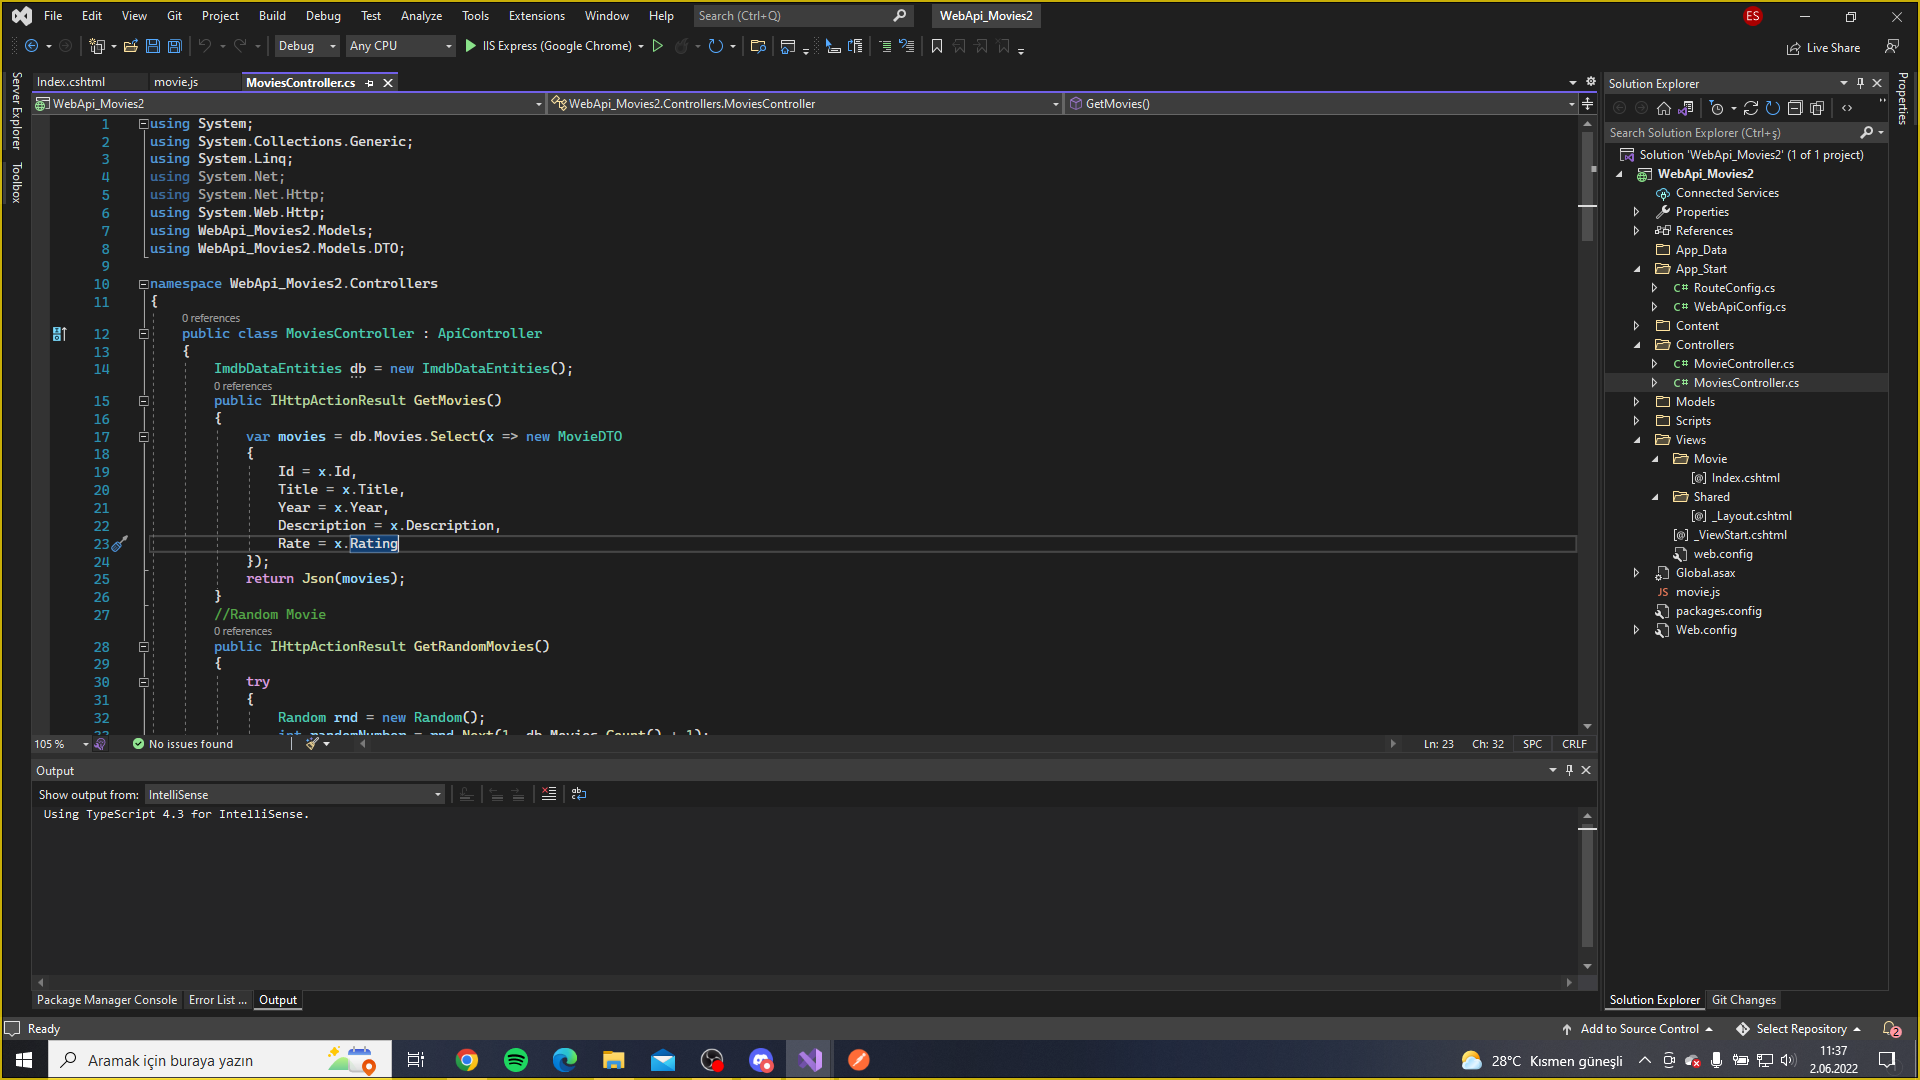 File Edit View Git Project Build Debug Test Analyze Tools Extensions Window Help Search (Ctrl+Q) WebApi_Movies2 ES
Debug Any CPU IIS Express (Google Chrome) Live Share
Server Explorer
Toolbox
Index.cshtml movie.js MoviesController.cs
WebApi_Movies2 WebApi_Movies2.Controllers.MoviesController GetMovies()
1 using System;
2 using System.Collections.Generic;
3 using System.Linq;
4 using System.Net;
5 using System.Net.Http;
6 using System.Web.Http;
7 using WebApi_Movies2.Models;
8 using WebApi_Movies2.Models.DTO;
9
10 namespace WebApi_Movies2.Controllers
11 {
0 references
12 public class MoviesController : ApiController
13 {
14 ImdbDataEntities db = new ImdbDataEntities();
0 references
15 public IHttpActionResult GetMovies()
16 {
17 var movies = db.Movies.Select(x => new MovieDTO
18 {
19 Id = x.Id,
20 Title = x.Title,
21 Year = x.Year,
22 Description = x.Description,
23 Rate = x.Rating
24 });
25 return Json(movies);
26 }
27 //Random Movie
0 references
28 public IHttpActionResult GetRandomMovies()
29 {
30 try
31 {
32 Random rnd = new Random();
33 int randomNumber = rnd.Next(1, db.Movies.Count() + 1);
105 % No issues found Ln: 23 Ch: 32 SPC CRLF
Output
Show output from: IntelliSense
Using TypeScript 4.3 for IntelliSense.
Package Manager Console Error List ... Output
Solution Explorer
Search Solution Explorer (Ctrl+ş)
Solution 'WebApi_Movies2' (1 of 1 project)
WebApi_Movies2
Connected Services
Properties
References
App_Data
App_Start
C# RouteConfig.cs
C# WebApiConfig.cs
Content
Controllers
C# MovieController.cs
C# MoviesController.cs
Models
Scripts
Views
Movie
[@] Index.cshtml
Shared
[@] _Layout.cshtml
[@] _ViewStart.cshtml
web.config
Global.asax
JS movie.js
packages.config
Web.config
Solution Explorer Git Changes
Properties
Ready Add to Source Control Select Repository 2
Aramak için buraya yazın 28°C Kısmen güneşli 11:37
2.06.2022